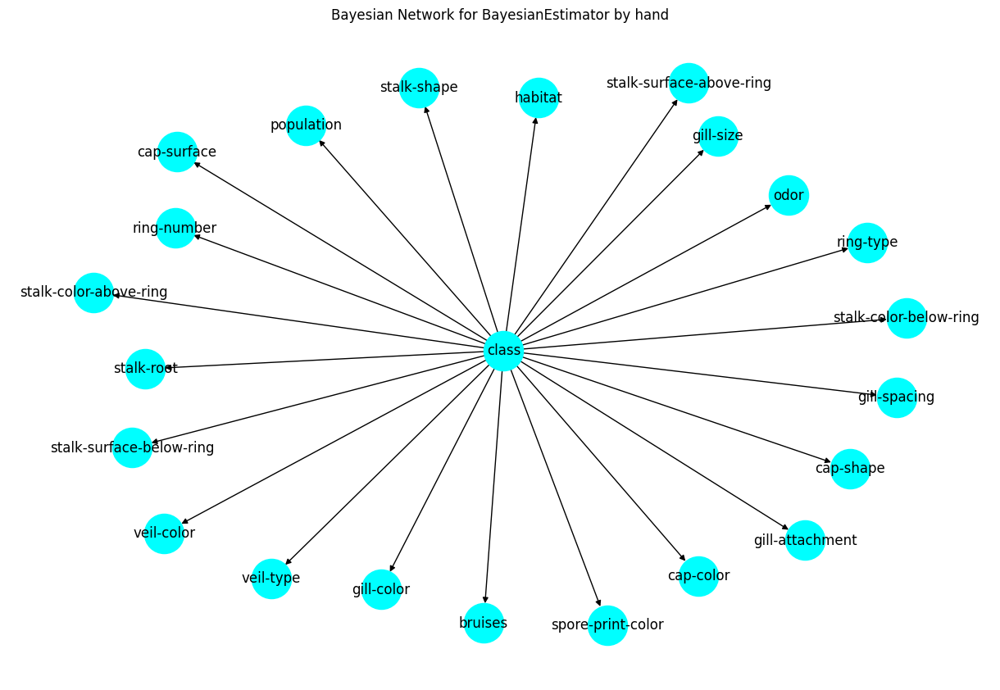 Bayesian Network for BayesianEstimator by hand
stalk-surface-above-ring
stalk-shape
habitat
population
gill-size
cap-surface
odor
ring-number
ring-type
stalk-color-above-ring
stalk-color-below-ring
class
stalk-root
gill-spacing
stalk-surface-below-ring
cap-shape
veil-color
gill-attachment
veil-type
cap-color
gill-color
bruises
spore-print-color